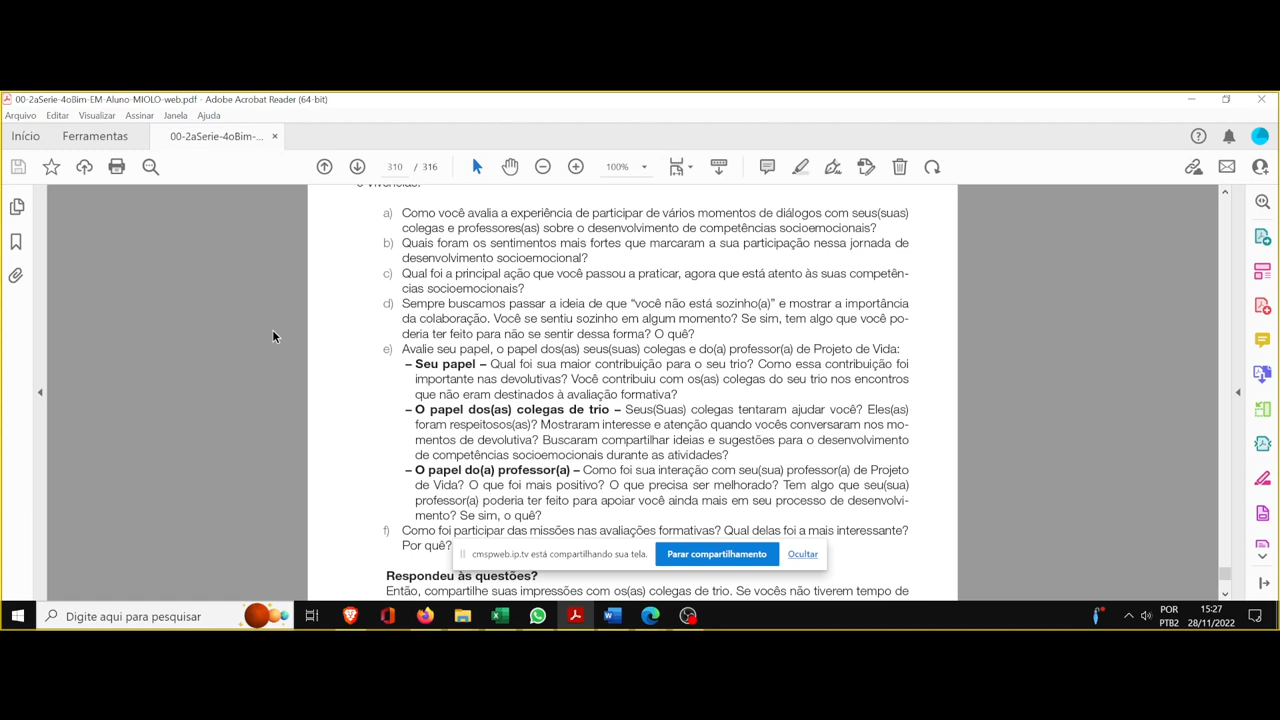 00-2aSerie-4oBim-EM-Aluno-MIOLO-web.pdf - Adobe Acrobat Reader (64-bit)
Arquivo Editar Visualizar Assinar Janela Ajuda
Início Ferramentas 00-2aSerie-4oBim-... ×
310 / 316 100%
e vivências.
a) Como você avalia a experiência de participar de vários momentos de diálogos com seus(suas)
colegas e professores(as) sobre o desenvolvimento de competências socioemocionais?
b) Quais foram os sentimentos mais fortes que marcaram a sua participação nessa jornada de
desenvolvimento socioemocional?
c) Qual foi a principal ação que você passou a praticar, agora que está atento às suas competên-
cias socioemocionais?
d) Sempre buscamos passar a ideia de que “você não está sozinho(a)” e mostrar a importância
da colaboração. Você se sentiu sozinho em algum momento? Se sim, tem algo que você po-
deria ter feito para não se sentir dessa forma? O quê?
e) Avalie seu papel, o papel dos(as) seus(suas) colegas e do(a) professor(a) de Projeto de Vida:
– Seu papel – Qual foi sua maior contribuição para o seu trio? Como essa contribuição foi
importante nas devolutivas? Você contribuiu com os(as) colegas do seu trio nos encontros
que não eram destinados à avaliação formativa?
– O papel dos(as) colegas de trio – Seus(Suas) colegas tentaram ajudar você? Eles(as)
foram respeitosos(as)? Mostraram interesse e atenção quando vocês conversaram nos mo-
mentos de devolutiva? Buscaram compartilhar ideias e sugestões para o desenvolvimento
de competências socioemocionais durante as atividades?
– O papel do(a) professor(a) – Como foi sua interação com seu(sua) professor(a) de Projeto
de Vida? O que foi mais positivo? O que precisa ser melhorado? Tem algo que seu(sua)
professor(a) poderia ter feito para apoiar você ainda mais em seu processo de desenvolvi-
mento? Se sim, o quê?
f) Como foi participar das missões nas avaliações formativas? Qual delas foi a mais interessante?
Por quê?
cmspweb.ip.tv está compartilhando sua tela. Parar compartilhamento Ocultar
Respondeu às questões?
Então, compartilhe suas impressões com os(as) colegas de trio. Se vocês não tiverem tempo de
Digite aqui para pesquisar
POR 15:27
PTB2 28/11/2022